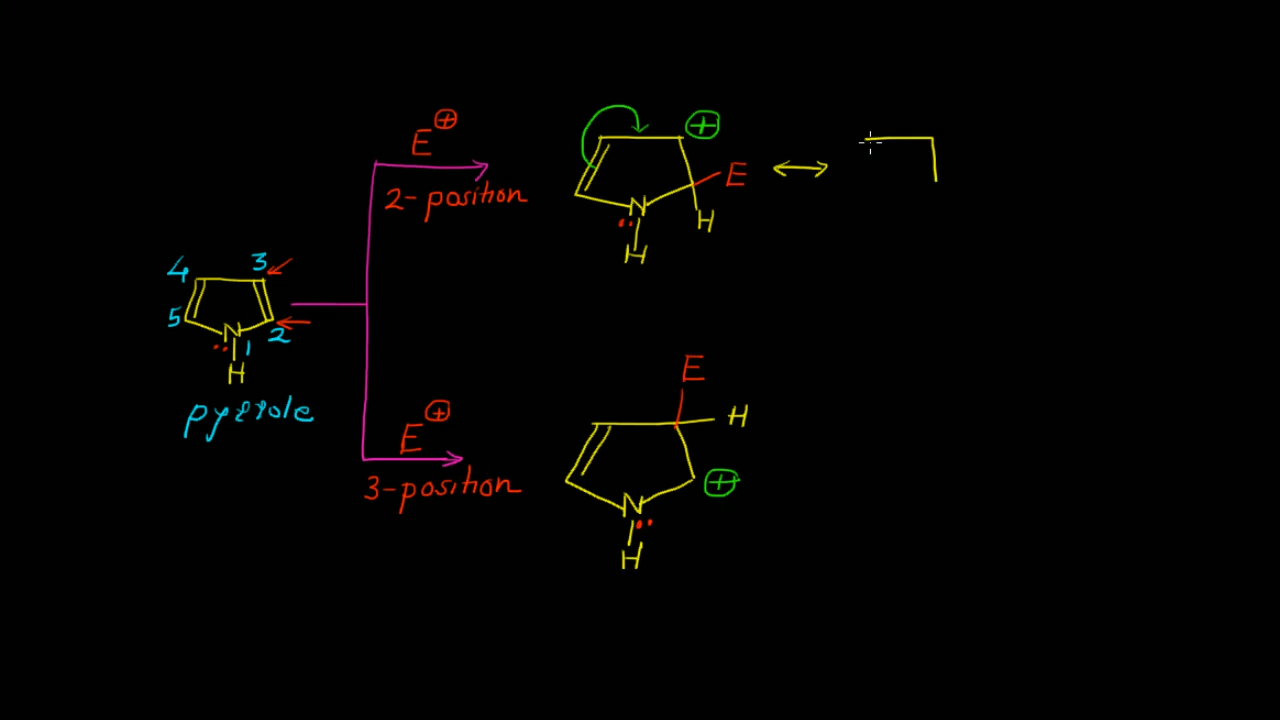 E⊕
2-position
⊕
E
H
N
H
4 3
5 2
N 1
H
pyrrole
E⊕
3-position
E
H
⊕
N
H